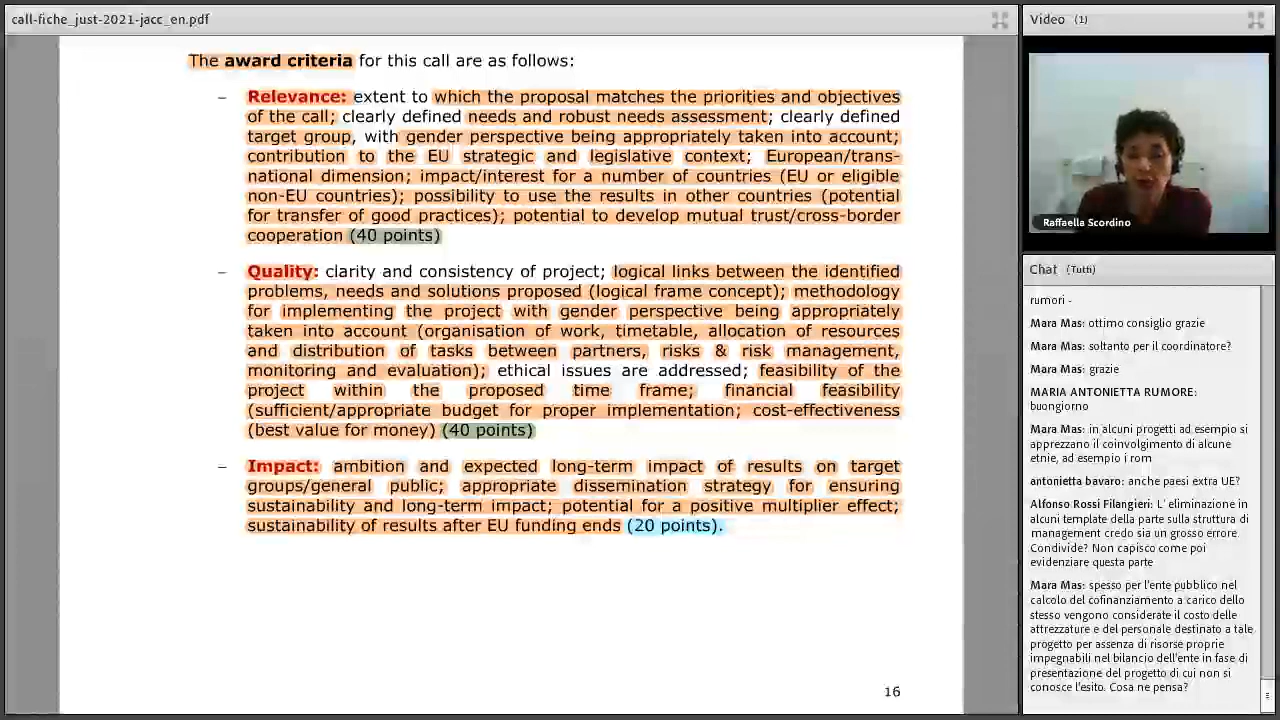 call-fiche_just-2021-jacc_en.pdf
The award criteria for this call are as follows:
– Relevance: extent to which the proposal matches the priorities and objectives
of the call; clearly defined needs and robust needs assessment; clearly defined
target group, with gender perspective being appropriately taken into account;
contribution to the EU strategic and legislative context; European/trans-
national dimension; impact/interest for a number of countries (EU or eligible
non-EU countries); possibility to use the results in other countries (potential
for transfer of good practices); potential to develop mutual trust/cross-border
cooperation (40 points)
– Quality: clarity and consistency of project; logical links between the identified
problems, needs and solutions proposed (logical frame concept); methodology
for implementing the project with gender perspective being appropriately
taken into account (organisation of work, timetable, allocation of resources
and distribution of tasks between partners, risks & risk management,
monitoring and evaluation); ethical issues are addressed; feasibility of the
project within the proposed time frame; financial feasibility
(sufficient/appropriate budget for proper implementation; cost-effectiveness
(best value for money) (40 points)
– Impact: ambition and expected long-term impact of results on target
groups/general public; appropriate dissemination strategy for ensuring
sustainability and long-term impact; potential for a positive multiplier effect;
sustainability of results after EU funding ends (20 points).
16
Video (1)
Raffaella Scordino
Chat (Tutti)
rumori -
Mara Mas: ottimo consiglio grazie
Mara Mas: soltanto per il coordinatore?
Mara Mas: grazie
MARIA ANTONIETTA RUMORE:
buongiorno
Mara Mas: in alcuni progetti ad esempio si
apprezzano il coinvolgimento di alcune
etnie, ad esempio i rom
antonietta bavaro: anche paesi extra UE?
Alfonso Rossi Filangieri: L' eliminazione in
alcuni template della parte sulla struttura di
management credo sia un grosso errore.
Condivide? Non capisco come poi
evidenziare questa parte
Mara Mas: spesso per l'ente pubblico nel
calcolo del cofinanziamento a carico dello
stesso vengono considerate il costo delle
attrezzature e del personale destinato a tale
progetto per assenza di risorse proprie
impegnabili nel bilancio dell'ente in fase di
presentazione del progetto di cui non si
conosce l'esito. Cosa ne pensa?